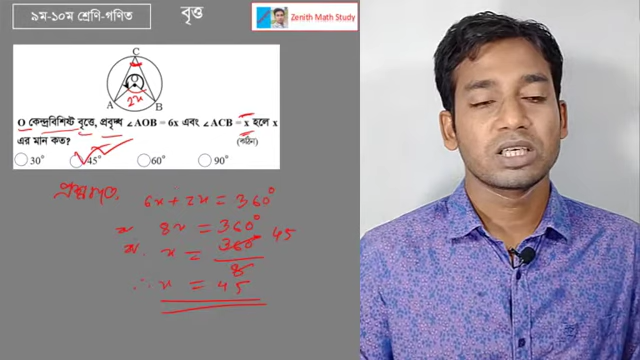 ৯ম-১০ম শ্রেণি-গণিত
বৃত্ত
Zenith Math Study
C
O
A
B
2x
O কেন্দ্রবিশিষ্ট বৃত্তে, প্রবৃদ্ধ ∠AOB = 6x এবং ∠ACB = x হলে x
এর মান কত?
(কঠিন)
30° 45° 60° 90°
প্রশ্নমতে,
6x + 2x = 360°
বা, 8x = 360°
বা, x = 360° 45
8
∴ x = 45